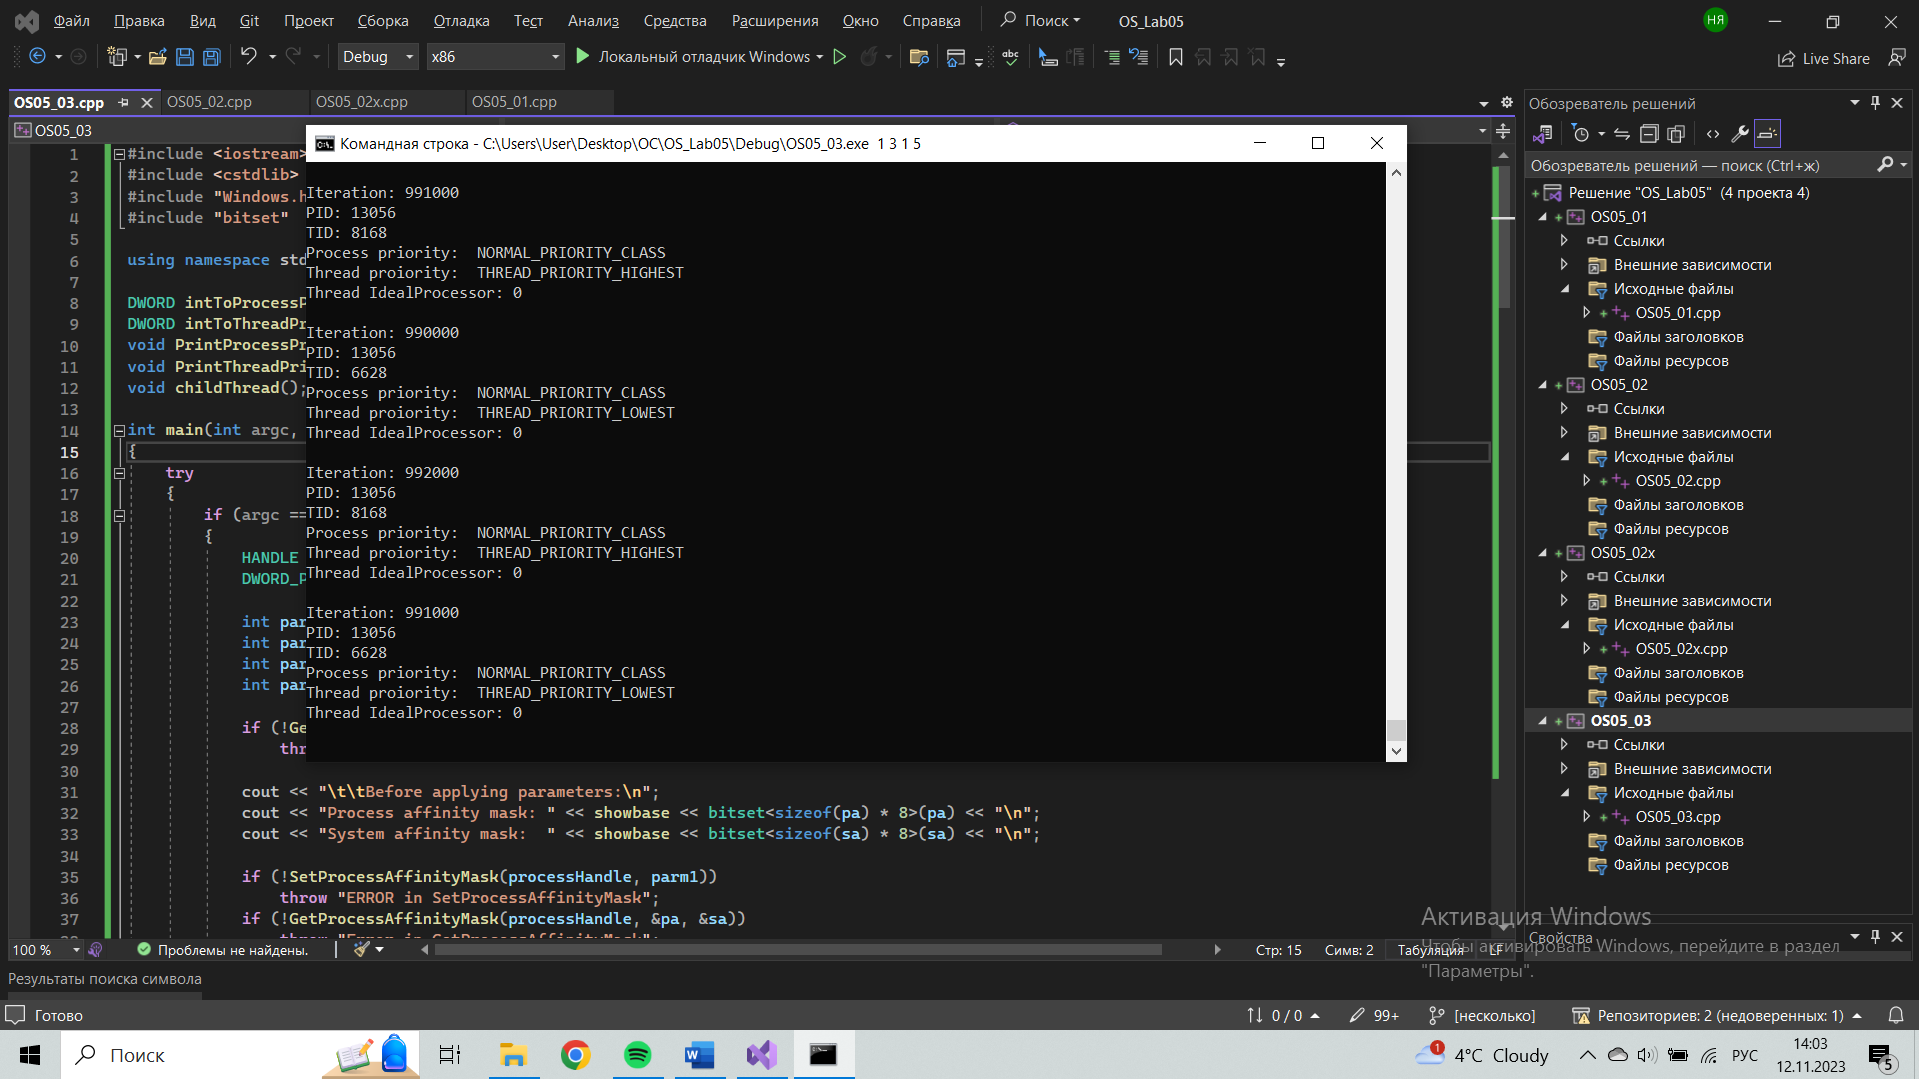 Файл Правка Вид Git Проект Сборка Отладка Тест Анализ Средства Расширения Окно Справка Поиск OS_Lab05 НЯ
Debug x86 Локальный отладчик Windows Live Share
OS05_03.cpp OS05_02.cpp OS05_02x.cpp OS05_01.cpp
OS05_03
1 #include <iostream>
2 #include <cstdlib>
3 #include "Windows.h
4 #include "bitset"
5
6 using namespace std
7
8 DWORD intToProcessP
9 DWORD intToThreadPr
10 void PrintProcessPr
11 void PrintThreadPri
12 void childThread();
13
14 int main(int argc,
15 {
16 try
17 {
18 if (argc ==
19 {
20 HANDLE
21 DWORD_P
22
23 int par
24 int par
25 int par
26 int par
27
28 if (!Ge
29 thr
30
31 cout << "\t\tBefore applying parameters:\n";
32 cout << "Process affinity mask: " << showbase << bitset<sizeof(pa) * 8>(pa) << "\n";
33 cout << "System affinity mask:  " << showbase << bitset<sizeof(sa) * 8>(sa) << "\n";
34
35 if (!SetProcessAffinityMask(processHandle, parm1))
36 throw "ERROR in SetProcessAffinityMask";
37 if (!GetProcessAffinityMask(processHandle, &pa, &sa))
Командная строка - C:\Users\User\Desktop\OC\OS_Lab05\Debug\OS05_03.exe  1 3 1 5
Iteration: 991000
PID: 13056
TID: 8168
Process priority:  NORMAL_PRIORITY_CLASS
Thread proiority:  THREAD_PRIORITY_HIGHEST
Thread IdealProcessor: 0
Iteration: 990000
PID: 13056
TID: 6628
Process priority:  NORMAL_PRIORITY_CLASS
Thread proiority:  THREAD_PRIORITY_LOWEST
Thread IdealProcessor: 0
Iteration: 992000
PID: 13056
TID: 8168
Process priority:  NORMAL_PRIORITY_CLASS
Thread proiority:  THREAD_PRIORITY_HIGHEST
Thread IdealProcessor: 0
Iteration: 991000
PID: 13056
TID: 6628
Process priority:  NORMAL_PRIORITY_CLASS
Thread proiority:  THREAD_PRIORITY_LOWEST
Thread IdealProcessor: 0
Обозреватель решений
Обозреватель решений — поиск (Ctrl+ж)
Решение "OS_Lab05" (4 проекта 4)
OS05_01
Ссылки
Внешние зависимости
Исходные файлы
OS05_01.cpp
Файлы заголовков
Файлы ресурсов
OS05_02
Ссылки
Внешние зависимости
Исходные файлы
OS05_02.cpp
Файлы заголовков
Файлы ресурсов
OS05_02x
Ссылки
Внешние зависимости
Исходные файлы
OS05_02x.cpp
Файлы заголовков
Файлы ресурсов
OS05_03
Ссылки
Внешние зависимости
Исходные файлы
OS05_03.cpp
Файлы заголовков
Файлы ресурсов
Активация Windows
Чтобы активировать Windows, перейдите в раздел
"Параметры".
Свойства
100 % Проблемы не найдены. Стр: 15 Симв: 2 Табуляция LF
Результаты поиска символа
Готово 0 / 0 99+ [несколько] Репозиториев: 2 (недоверенных: 1)
Поиск 1 4°C Cloudy РУС 14:03
12.11.2023 5